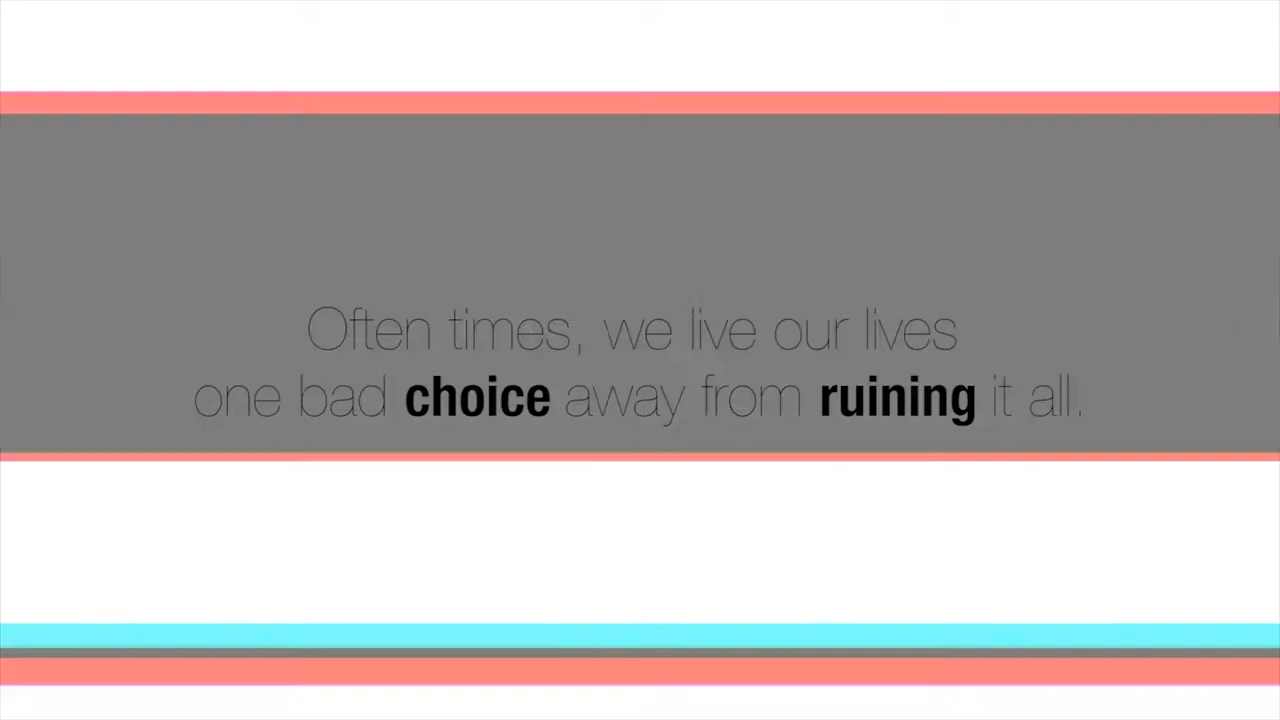 Often times, we live our lives
one bad choice away from ruining it all.